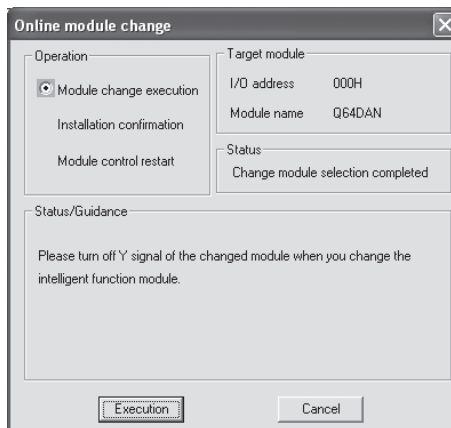 Online module change
Operation
Module change execution
Installation confirmation
Module control restart
Target module
I/O address 000H
Module name Q64DAN
Status
Change module selection completed
Status/Guidance
Please turn off Y signal of the changed module when you change the
intelligent function module.
Execution Cancel